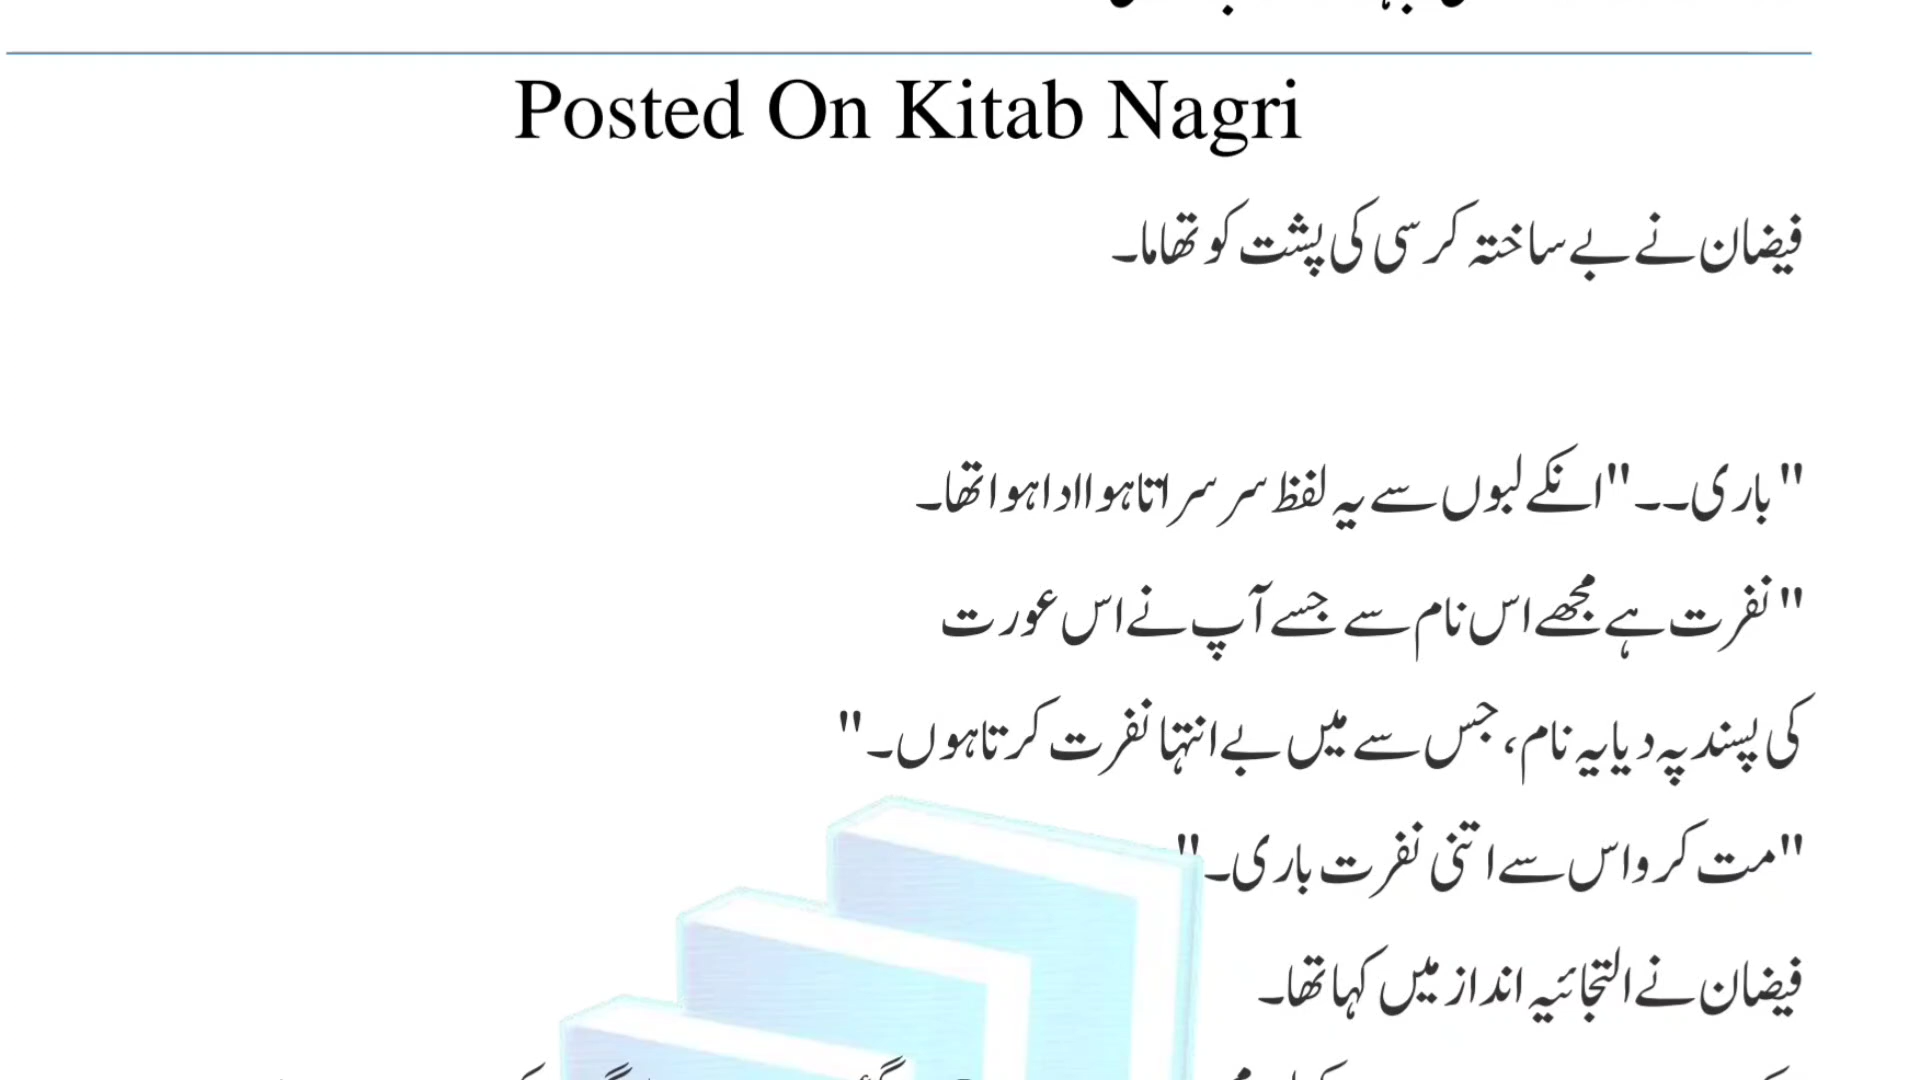 Posted On Kitab Nagri
فیضان نے بے ساختہ کرسی کی پشت کو تھاما۔
"باری۔۔"انکے لبوں سے یہ لفظ سر سراتا ہوا ادا ہوا تھا۔
"نفرت ہے مجھے اس نام سے جسے آپ نے اس عورت
کی پسند پہ دیا یہ نام، جس سے میں بے انتہا نفرت کرتا ہوں۔"
"مت کرو اس سے اتنی نفرت باری۔"
فیضان نے التجائیہ انداز میں کہا تھا۔